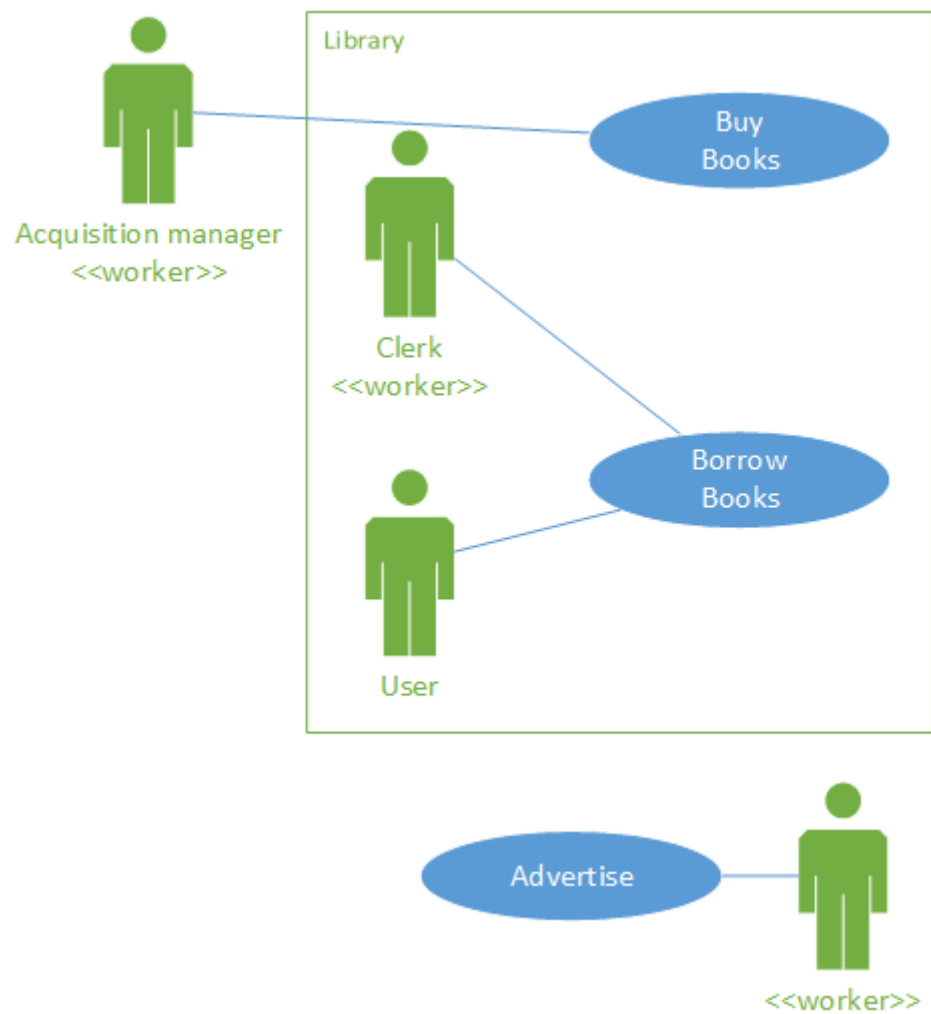 Library
Buy
Books
Acquisition manager
<<worker>>
Clerk
<<worker>>
Borrow
Books
User
Advertise
<<worker>>